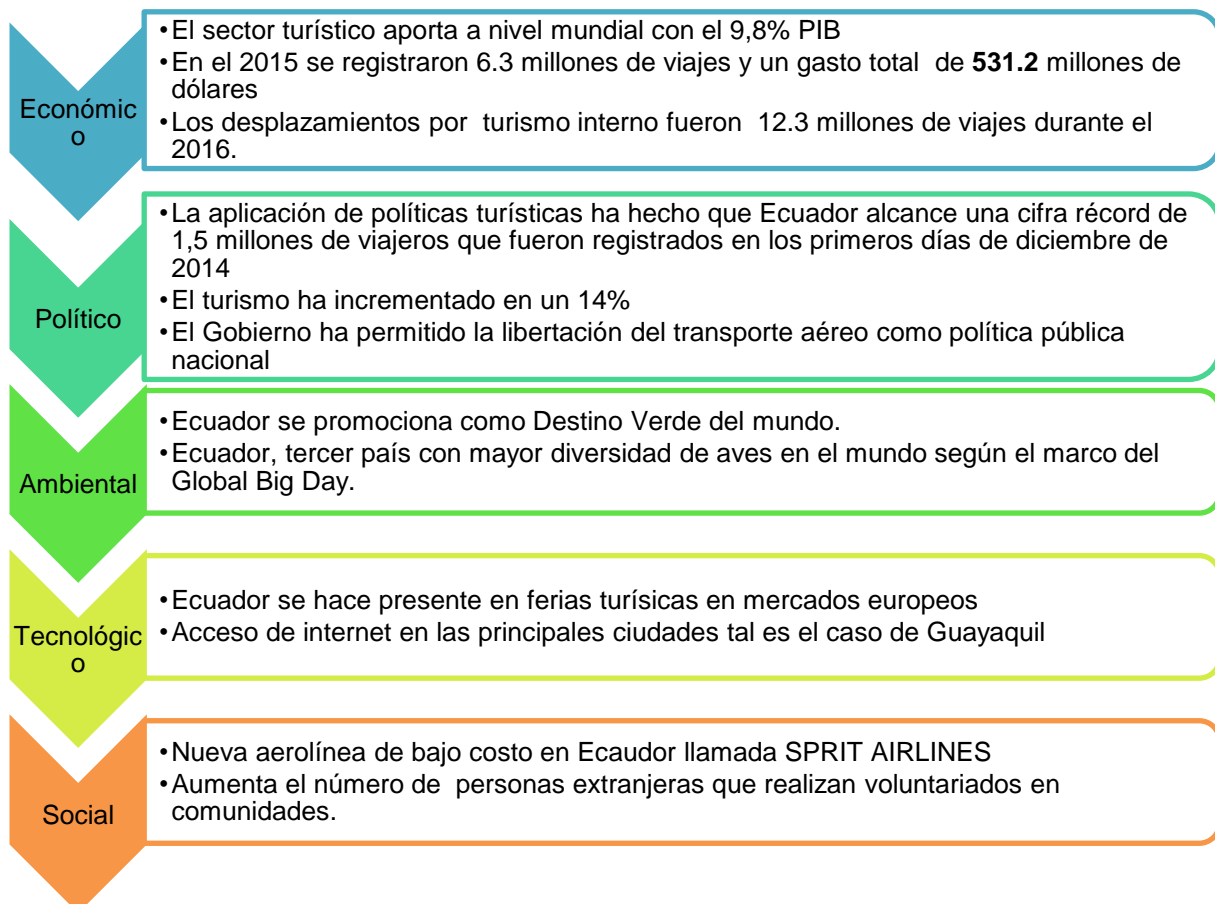 Económic
o
•El sector turístico aporta a nivel mundial con el 9,8% PIB
•En el 2015 se registraron 6.3 millones de viajes y un gasto total de 531.2 millones de
dólares
•Los desplazamientos por turismo interno fueron 12.3 millones de viajes durante el
2016.
Político
•La aplicación de políticas turísticas ha hecho que Ecuador alcance una cifra récord de
1,5 millones de viajeros que fueron registrados en los primeros días de diciembre de
2014
•El turismo ha incrementado en un 14%
•El Gobierno ha permitido la libertación del transporte aéreo como política pública
nacional
Ambiental
•Ecuador se promociona como Destino Verde del mundo.
•Ecuador, tercer país con mayor diversidad de aves en el mundo según el marco del
Global Big Day.
Tecnológic
o
•Ecuador se hace presente en ferias turísicas en mercados europeos
•Acceso de internet en las principales ciudades tal es el caso de Guayaquil
Social
•Nueva aerolínea de bajo costo en Ecaudor llamada SPRIT AIRLINES
•Aumenta el número de personas extranjeras que realizan voluntariados en
comunidades.